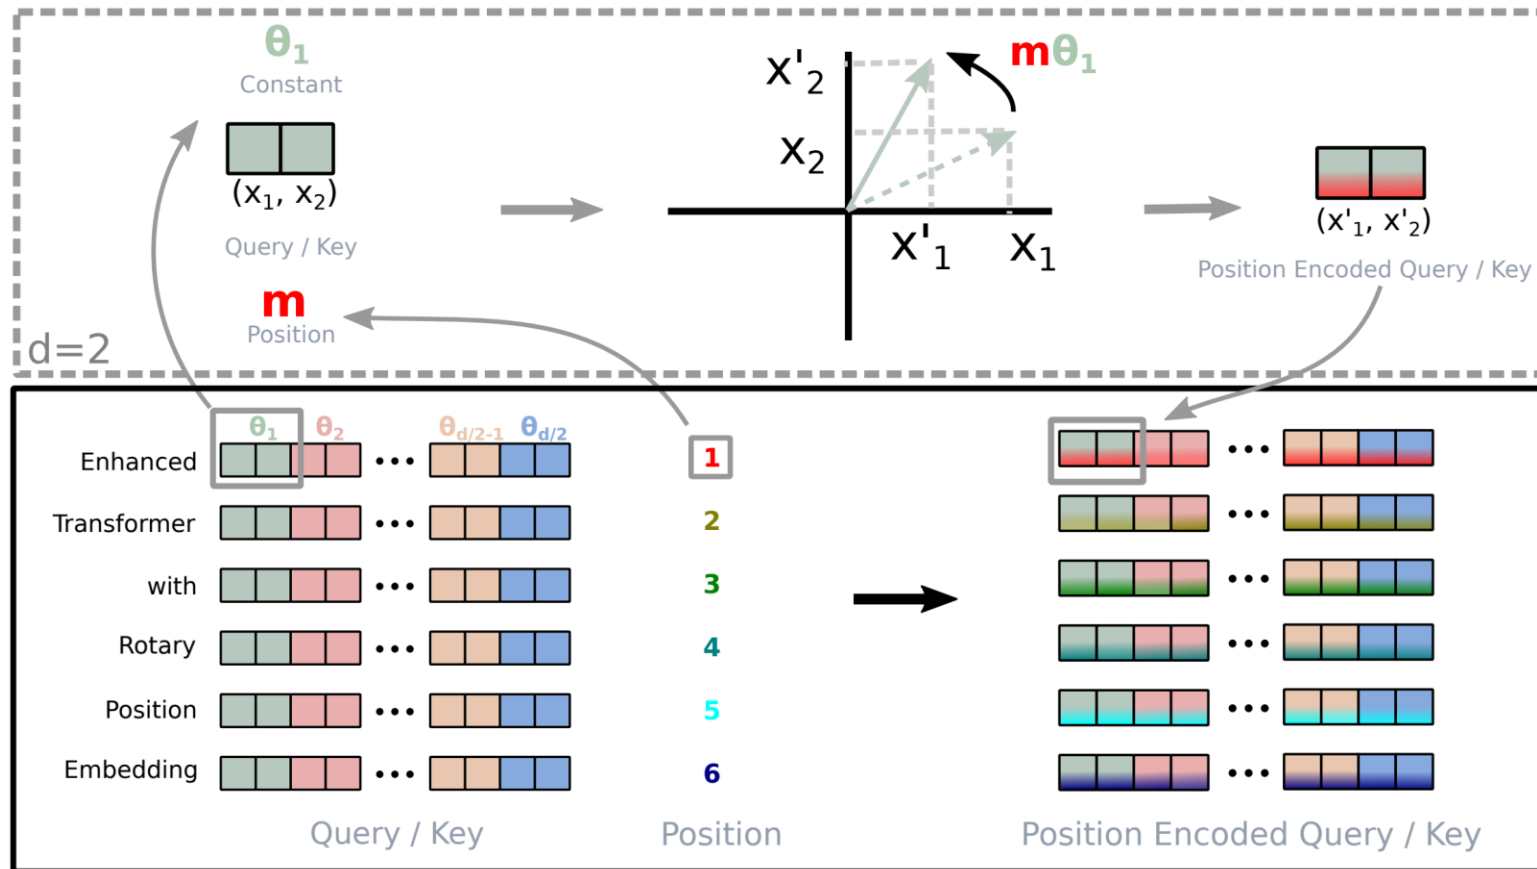 θ₁
Constant
(x₁, x₂)
Query / Key
m
Position
d=2
x'₂
x₂
x'₁
x₁
mθ₁
(x'₁, x'₂)
Position Encoded Query / Key
θ₁ θ₂ θd/2-1 θd/2
Enhanced ••• 1 •••
Transformer ••• 2 •••
with ••• 3 •••
Rotary ••• 4 •••
Position ••• 5 •••
Embedding ••• 6 •••
Query / Key Position Position Encoded Query / Key